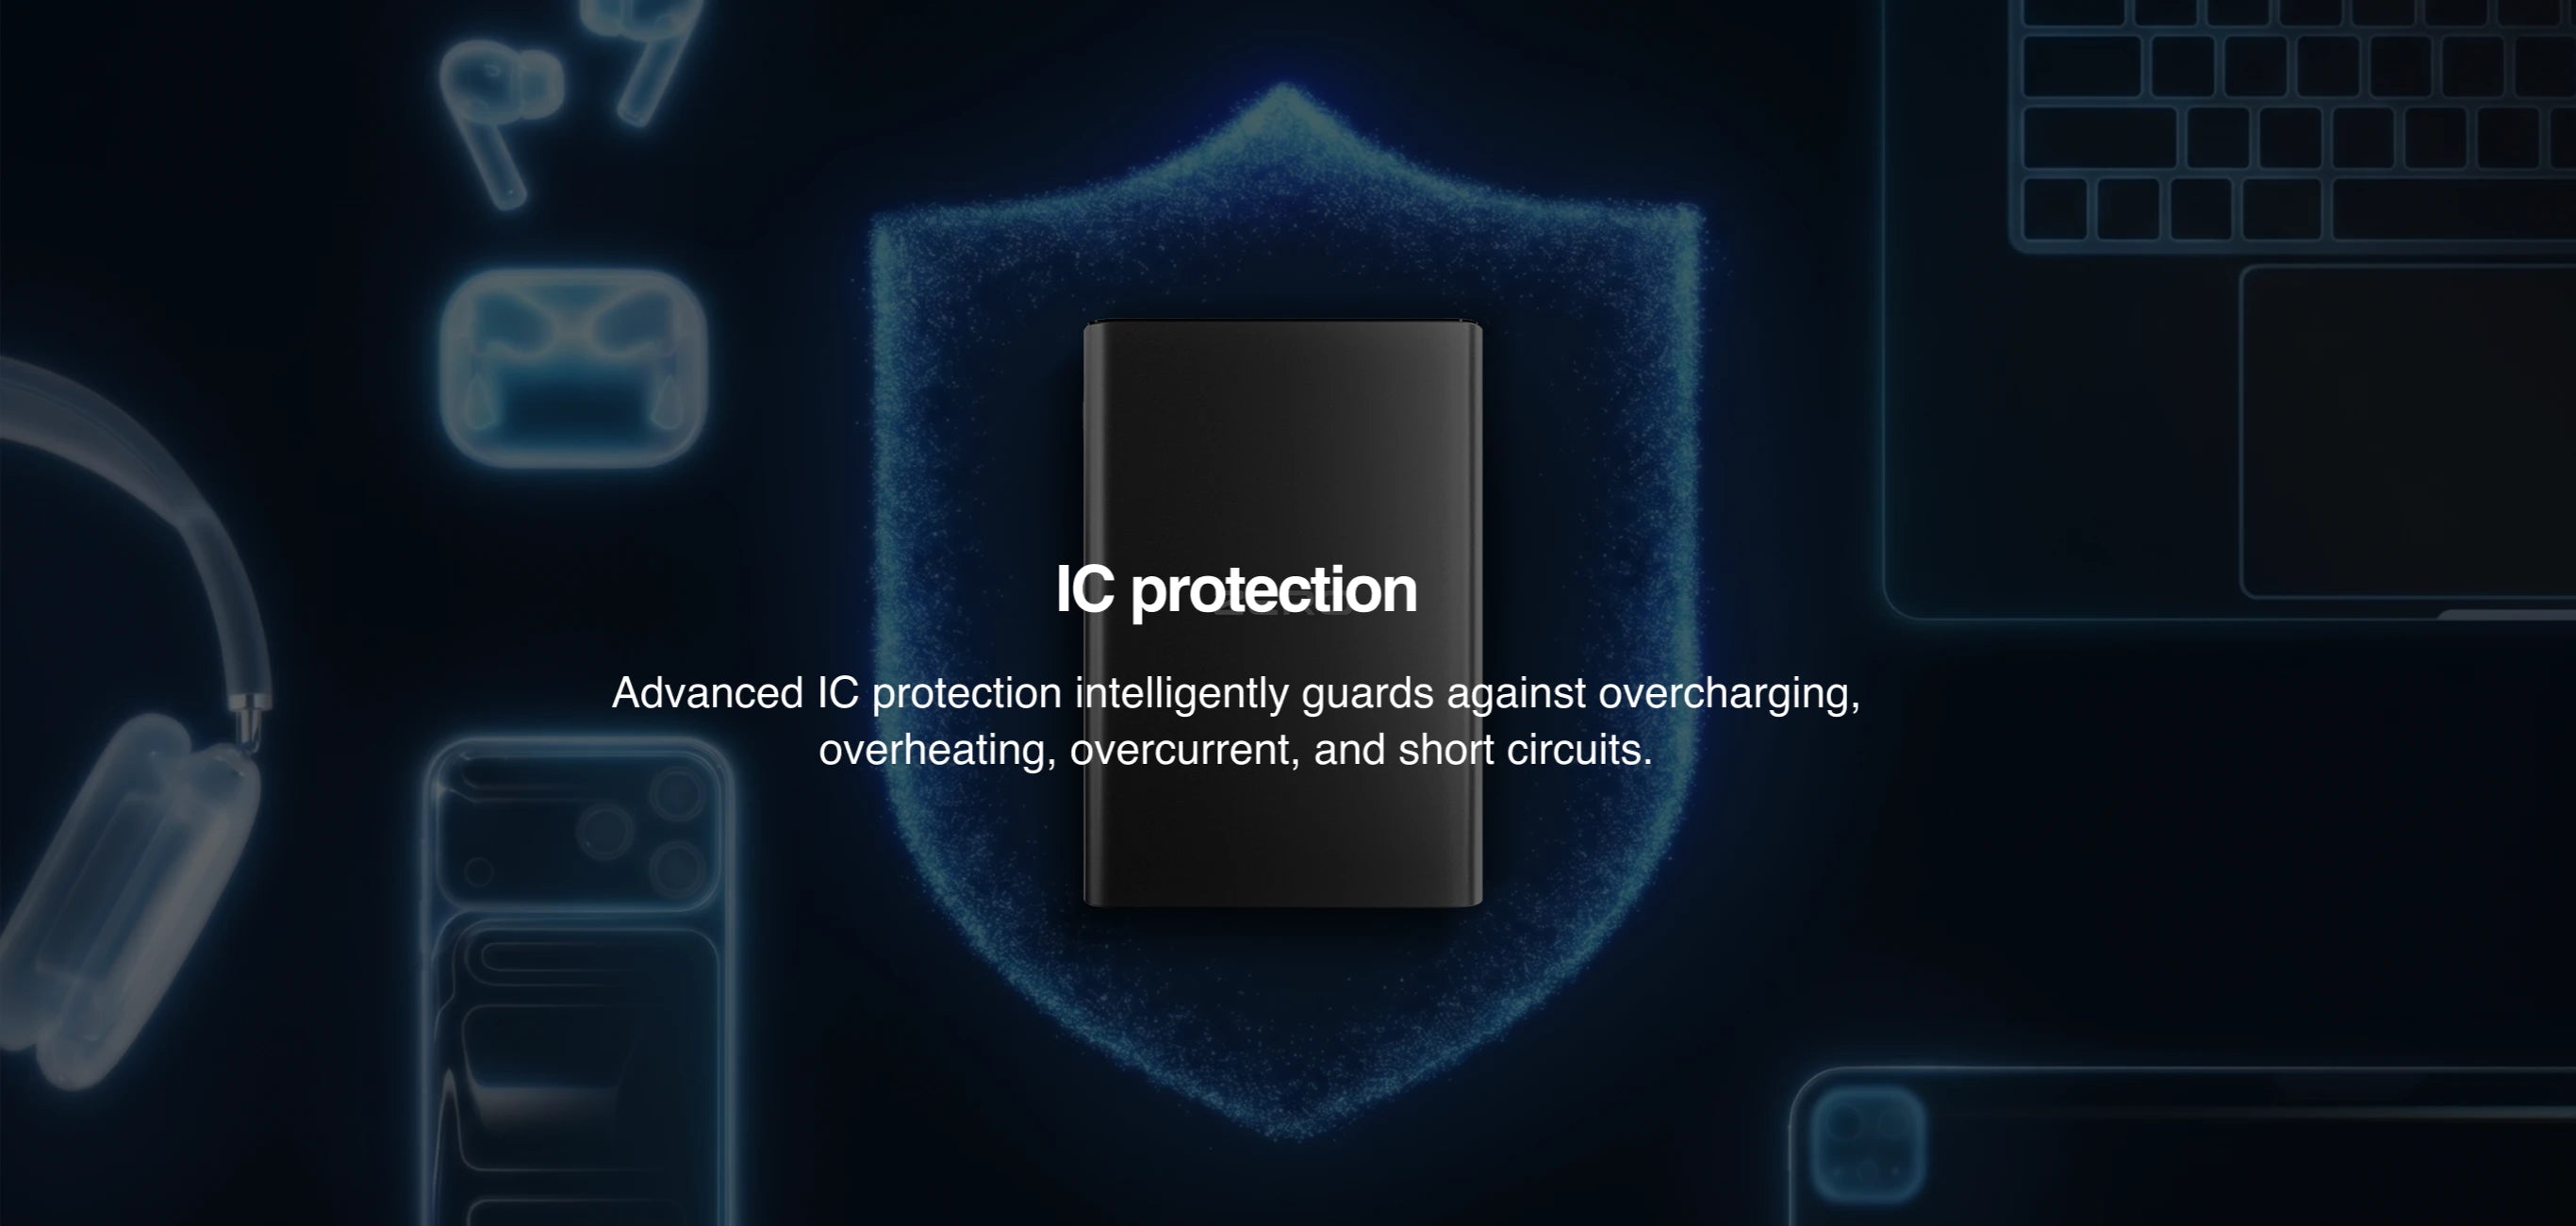 IC protection
Advanced IC protection intelligently guards against overcharging,
overheating, overcurrent, and short circuits.